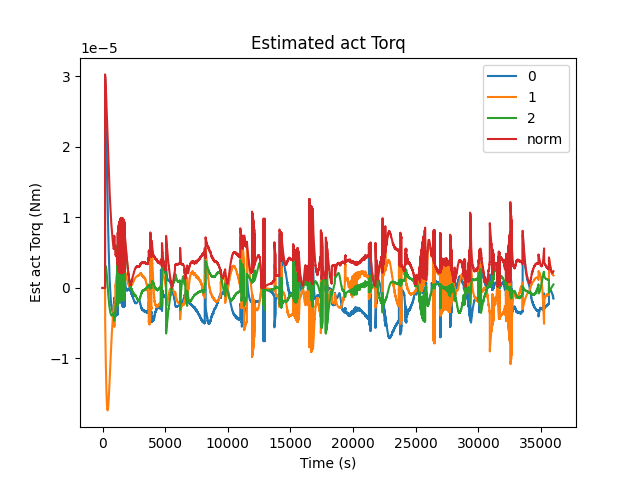 Estimated act Torq
1e−5
0
1
2
norm
3
2
1
0
−1
Est act Torq (Nm)
0 5000 10000 15000 20000 25000 30000 35000
Time (s)